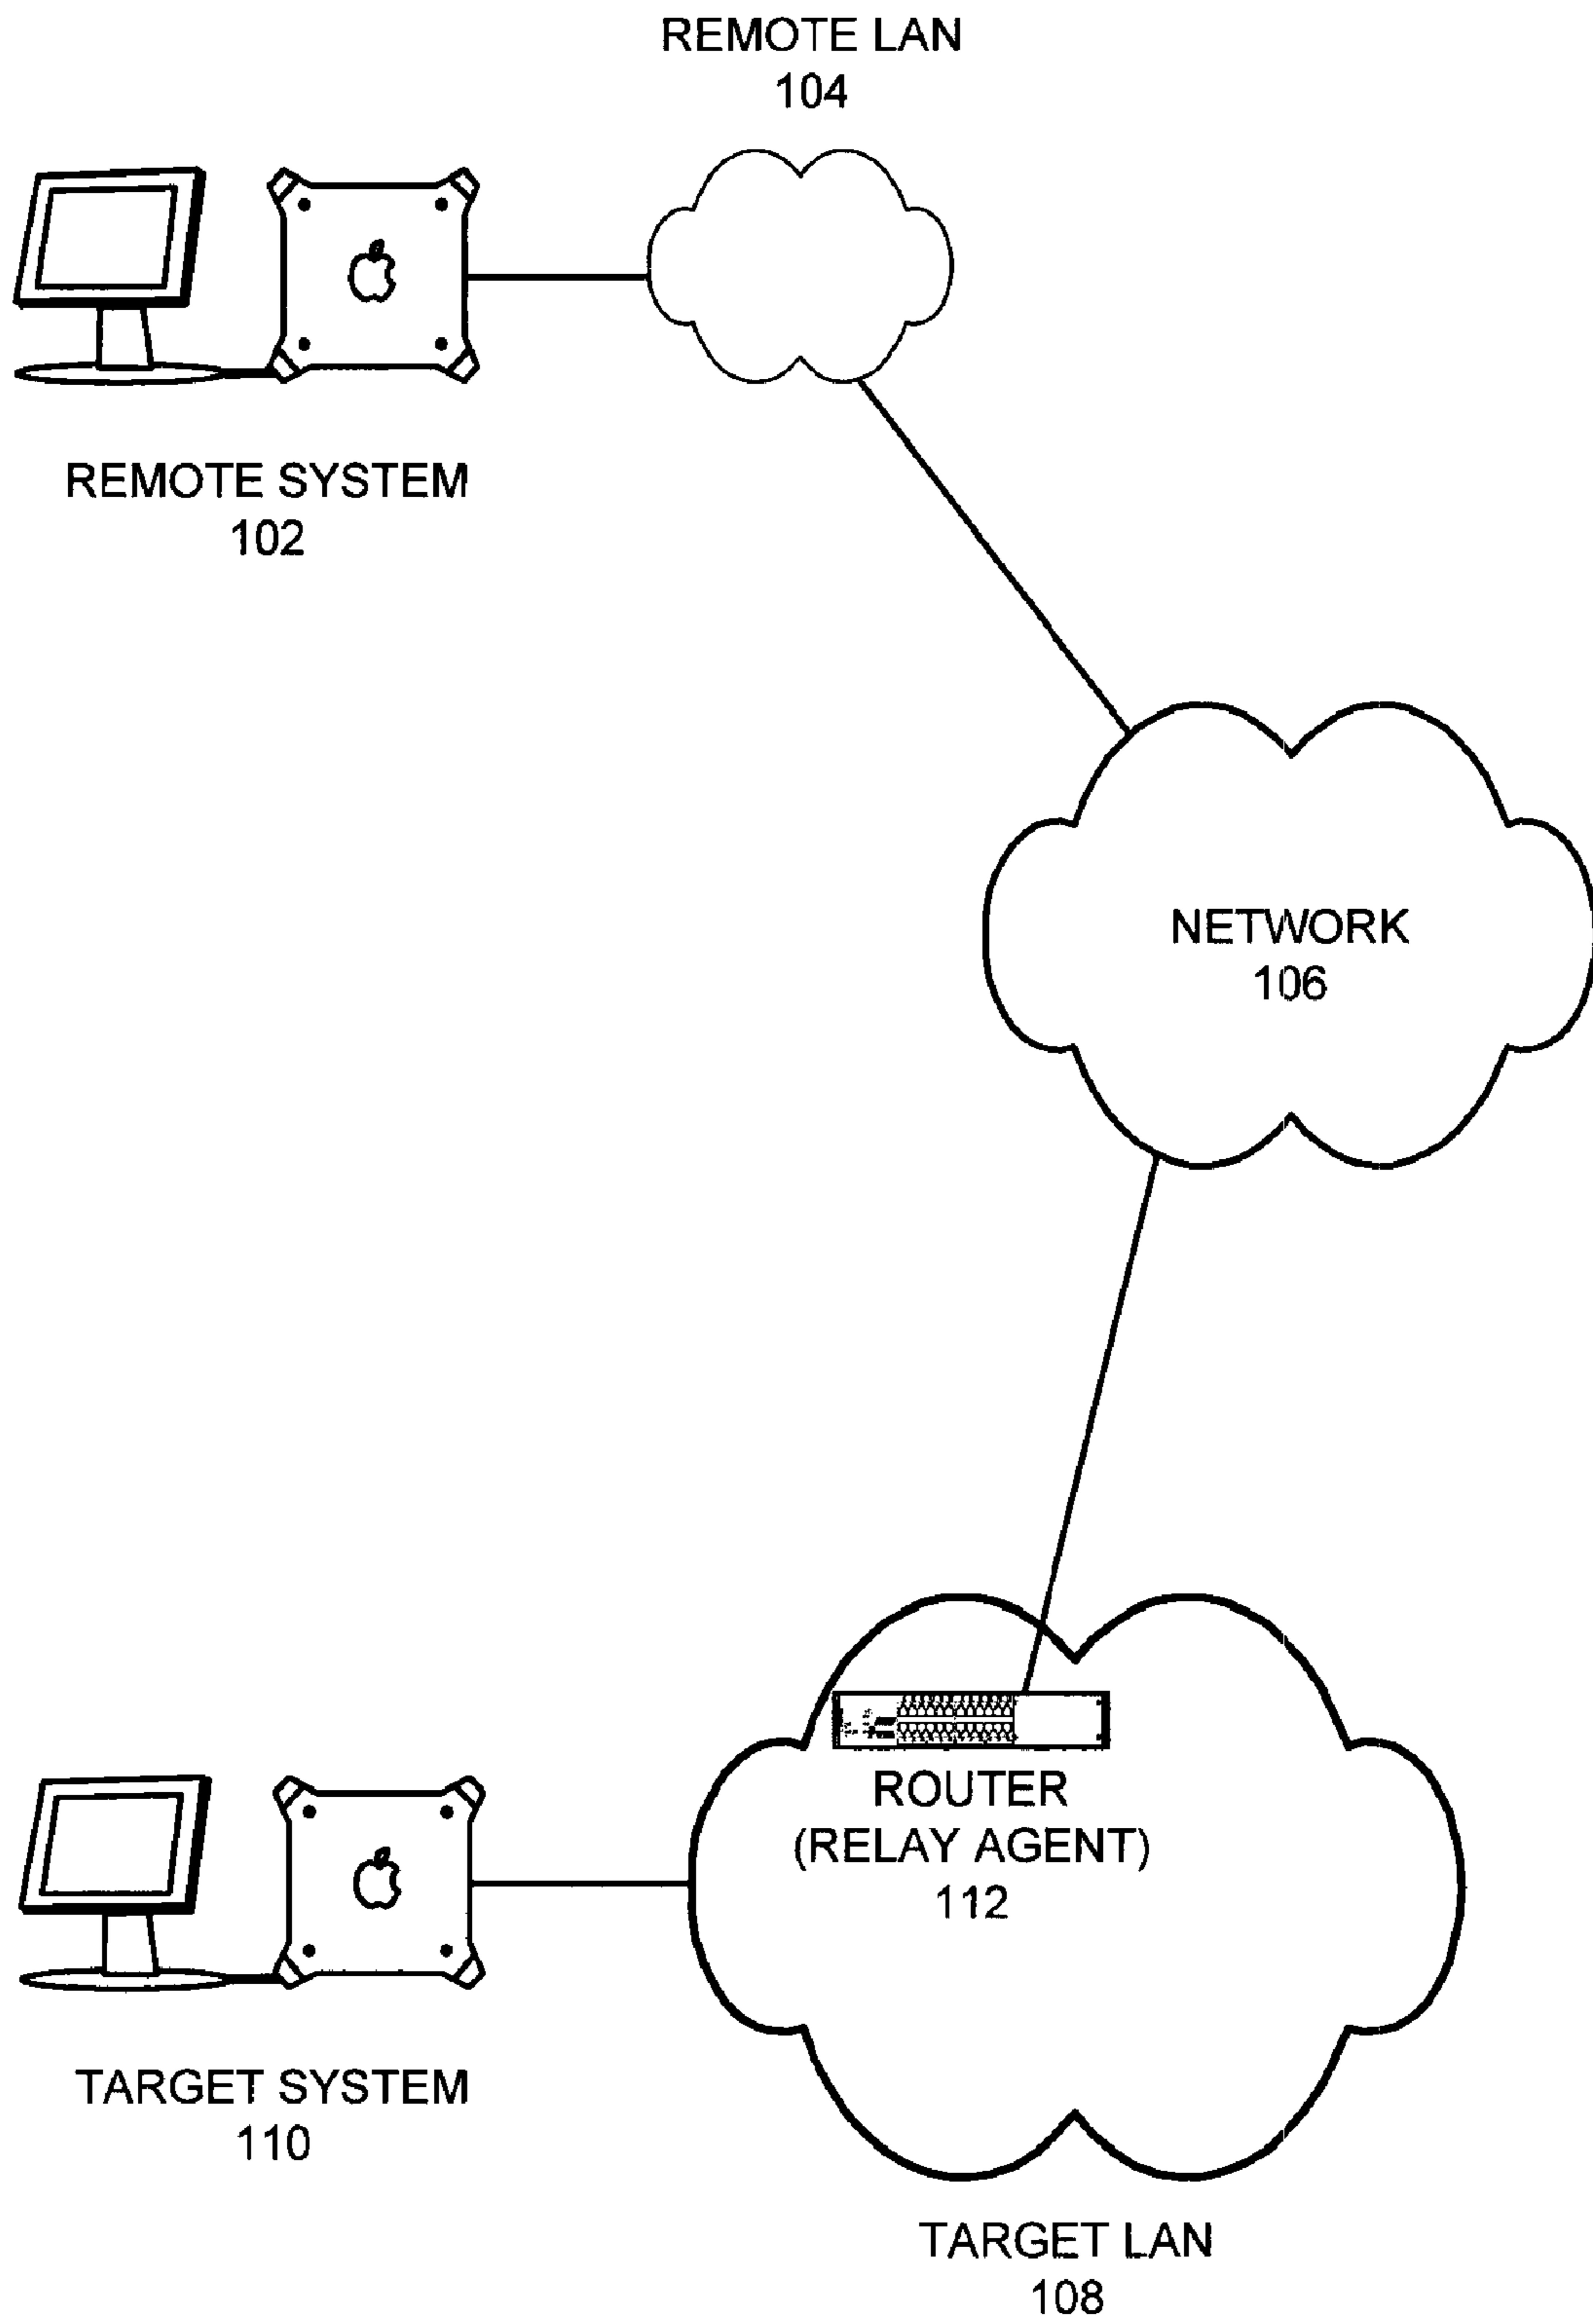 REMOTE LAN
104
REMOTE SYSTEM
102
NETWORK
106
ROUTER
(RELAY AGENT)
112
TARGET SYSTEM
110
TARGET LAN
108